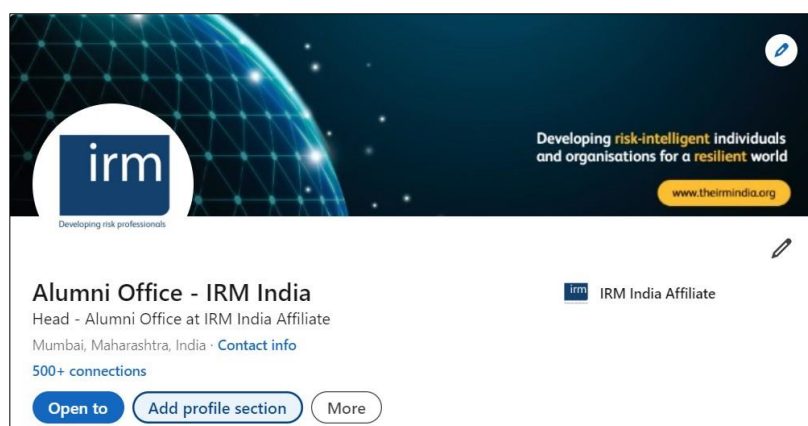 Developing risk-intelligent individuals
and organisations for a resilient world
www.theirmindia.org
irm
Developing risk professionals
Alumni Office - IRM India
Head - Alumni Office at IRM India Affiliate
Mumbai, Maharashtra, India · Contact info
500+ connections
irm
IRM India Affiliate
Open to
Add profile section
More